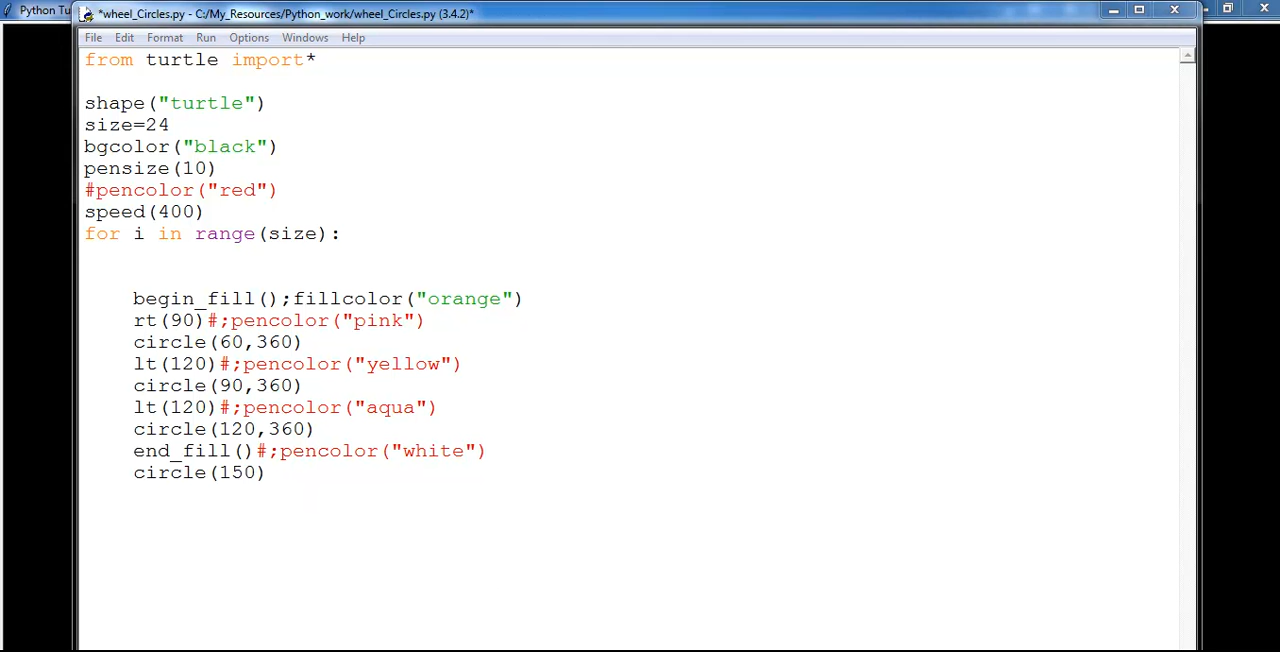 Python Tu
*wheel_Circles.py - C:/My_Resources/Python_work/wheel_Circles.py (3.4.2)*
File Edit Format Run Options Windows Help
from turtle import*
shape("turtle")
size=24
bgcolor("black")
pensize(10)
#pencolor("red")
speed(400)
for i in range(size):
    begin_fill();fillcolor("orange")
    rt(90)#;pencolor("pink")
    circle(60,360)
    lt(120)#;pencolor("yellow")
    circle(90,360)
    lt(120)#;pencolor("aqua")
    circle(120,360)
    end_fill()#;pencolor("white")
    circle(150)